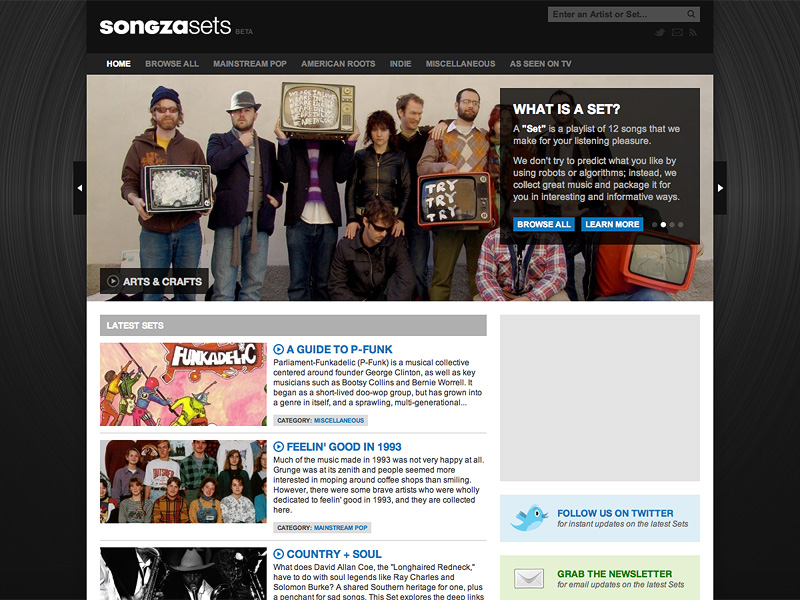 songzasets BETA
Enter an Artist or Set...
HOME BROWSE ALL MAINSTREAM POP AMERICAN ROOTS INDIE MISCELLANEOUS AS SEEN ON TV
WE ARE
TRY
TRY
TRY
WHAT IS A SET?
A "Set" is a playlist of 12 songs that we
make for your listening pleasure.
We don't try to predict what you like by
using robots or algorithms; instead, we
collect great music and package it for
you in interesting and informative ways.
BROWSE ALL LEARN MORE
ARTS & CRAFTS
LATEST SETS
FUNKADELIC
A GUIDE TO P-FUNK
Parliament-Funkadelic (P-Funk) is a musical collective
centered around founder George Clinton, as well as key
musicians such as Bootsy Collins and Bernie Worrell. It
began as a short-lived doo-wop group, but has grown into
a genre in itself, and a sprawling, multi-generational...
CATEGORY: MISCELLANEOUS
FEELIN' GOOD IN 1993
Much of the music made in 1993 was not very happy at all.
Grunge was at its zenith and people seemed more
interested in moping around coffee shops than smiling.
However, there were some brave artists who were wholly
dedicated to feelin' good in 1993, and they are collected
here.
CATEGORY: MAINSTREAM POP
COUNTRY + SOUL
What does David Allan Coe, the "Longhaired Redneck,"
have to do with soul legends like Ray Charles and
Solomon Burke? A shared Southern heritage for one, plus
a penchant for sad songs. This Set explores the deep links
FOLLOW US ON TWITTER
for instant updates on the latest Sets
GRAB THE NEWSLETTER
for email updates on the latest Sets